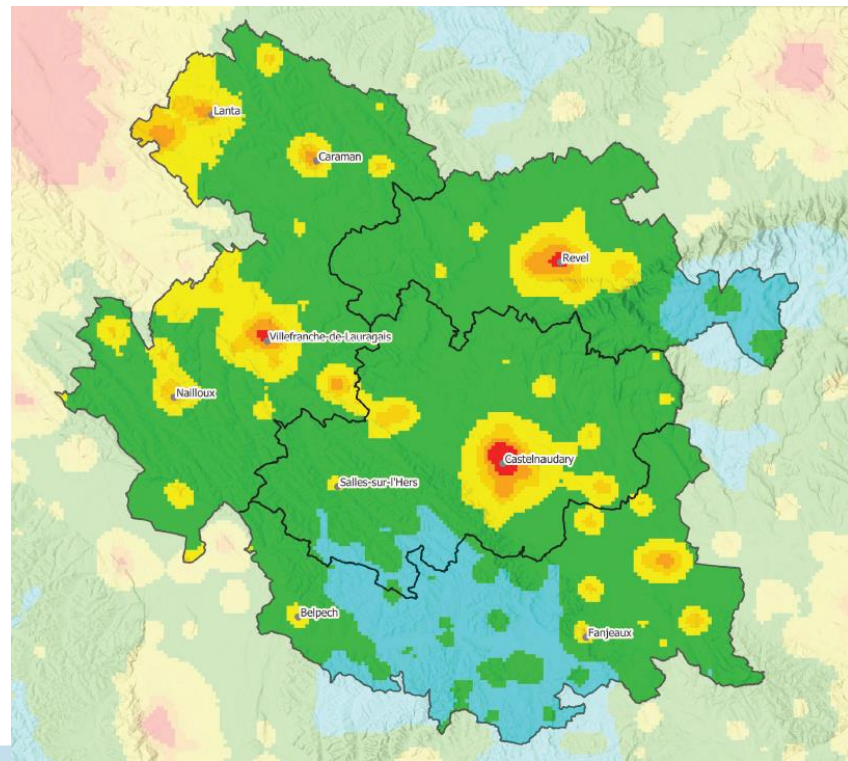 Lanta
Caraman
Revel
Villefranche-de-Lauragais
Nailloux
Castelnaudary
Salles-sur-l'Hers
Belpech
Fanjeaux